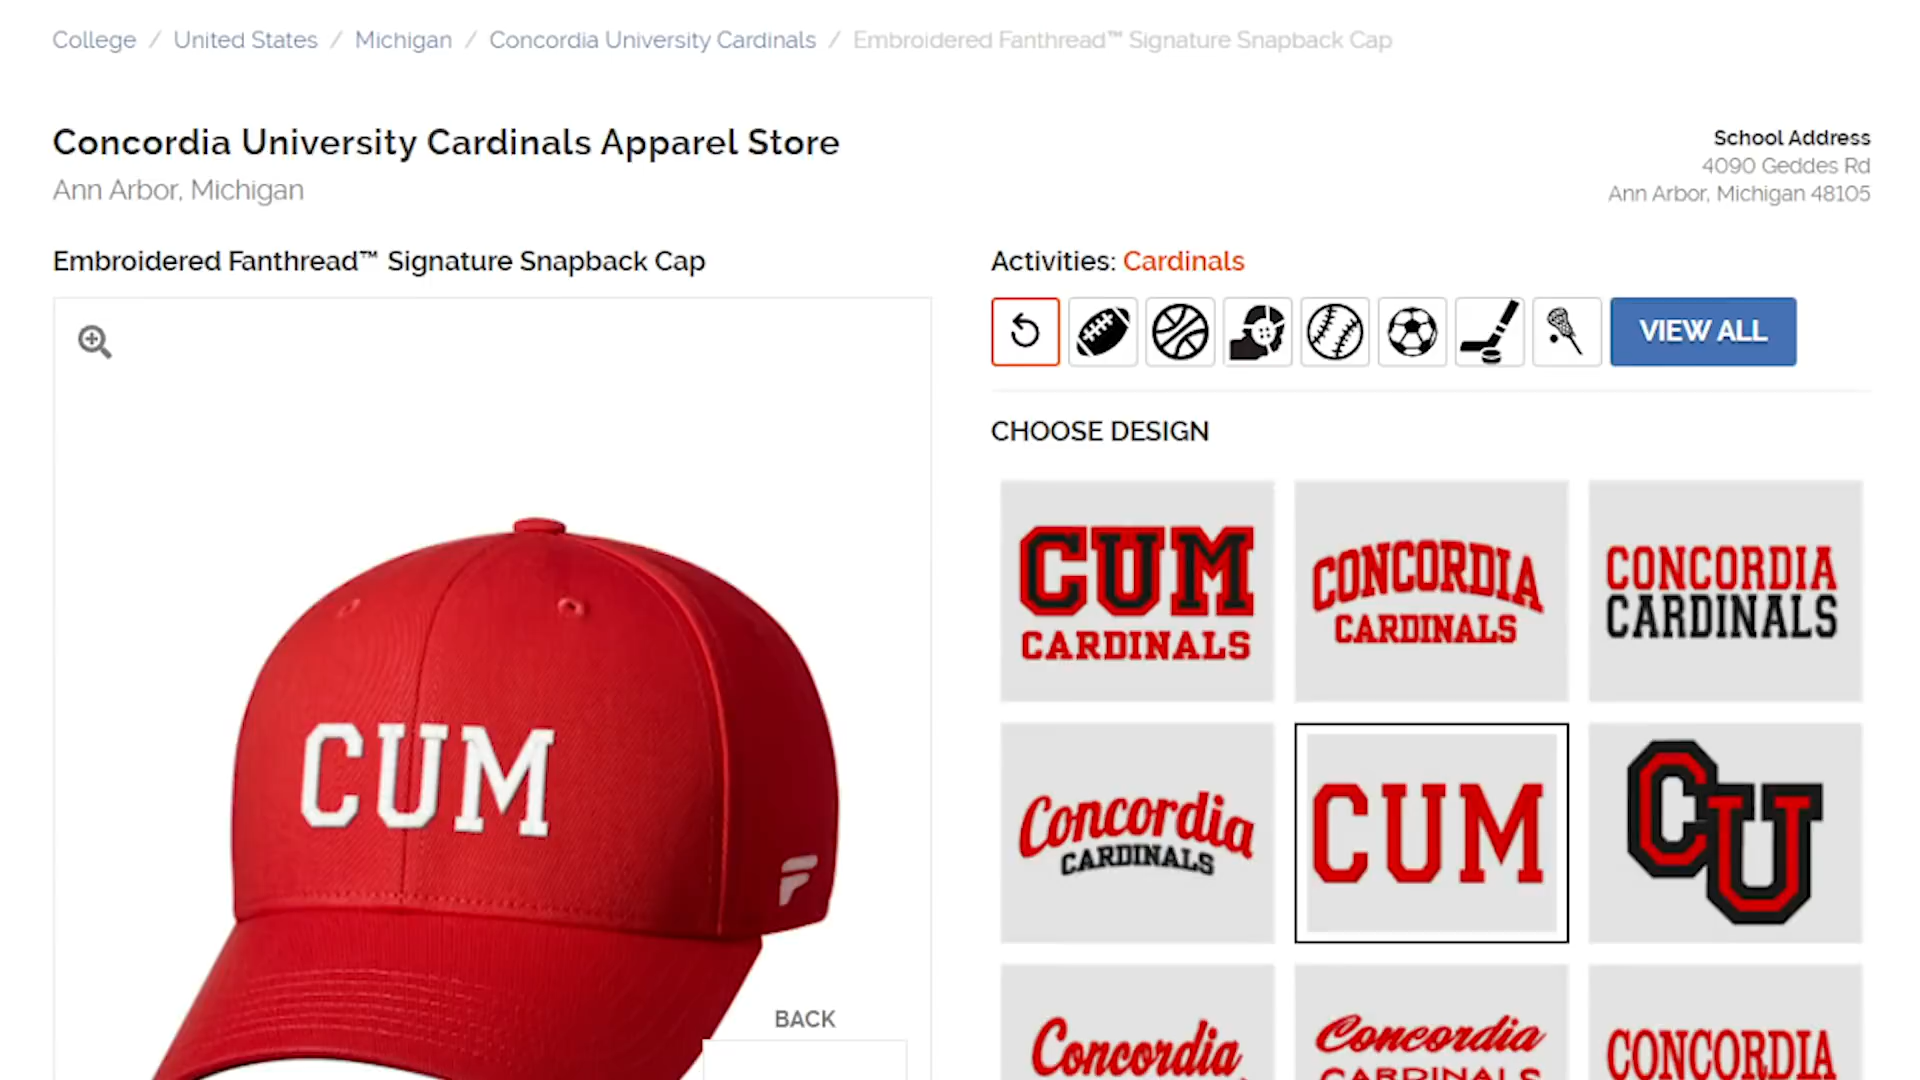 College / United States / Michigan / Concordia University Cardinals / Embroidered Fanthread™ Signature Snapback Cap
Concordia University Cardinals Apparel Store
Ann Arbor, Michigan
School Address
4090 Geddes Rd
Ann Arbor, Michigan 48105
Embroidered Fanthread™ Signature Snapback Cap
CUM
BACK
Activities: Cardinals
VIEW ALL
CHOOSE DESIGN
CUM
CARDINALS
CONCORDIA
CARDINALS
CONCORDIA
CARDINALS
Concordia
CARDINALS
CUM
CU
Concordia
Concordia
CARDINALS
CONCORDIA